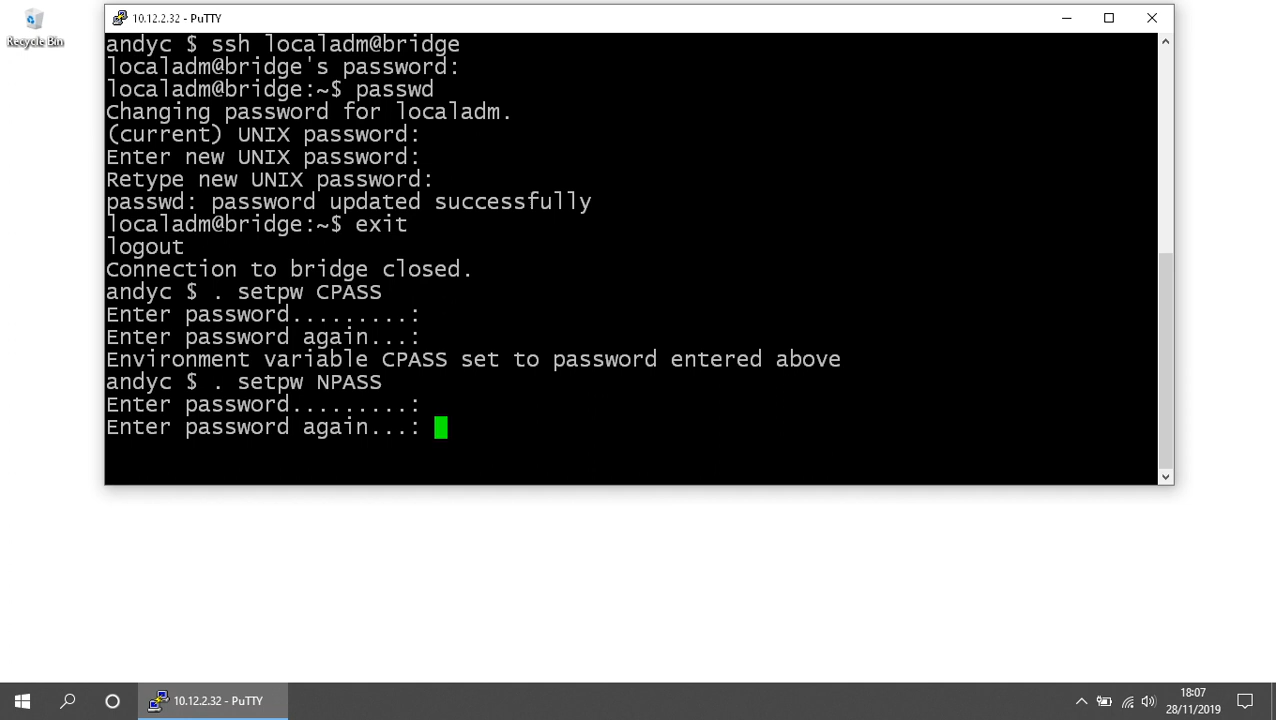 Recycle Bin
10.12.2.32 - PuTTY
andyc $ ssh localadm@bridge
localadm@bridge's password:
localadm@bridge:~$ passwd
Changing password for localadm.
(current) UNIX password:
Enter new UNIX password:
Retype new UNIX password:
passwd: password updated successfully
localadm@bridge:~$ exit
logout
Connection to bridge closed.
andyc $ . setpw CPASS
Enter password.........:
Enter password again...:
Environment variable CPASS set to password entered above
andyc $ . setpw NPASS
Enter password.........:
Enter password again...:
10.12.2.32 - PuTTY
18:07
28/11/2019